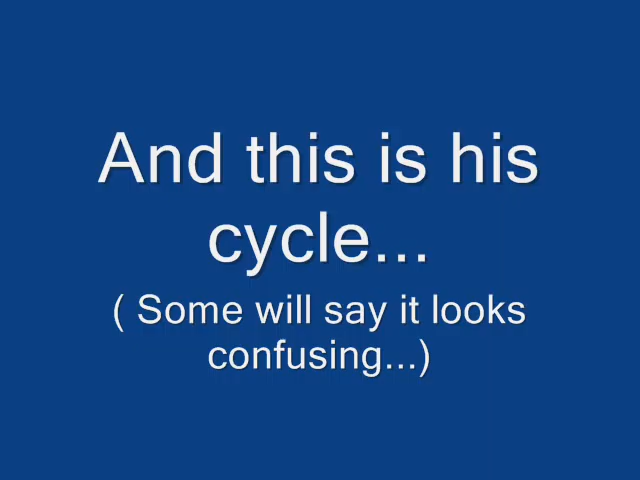 And this is his
cycle...
( Some will say it looks
confusing...)